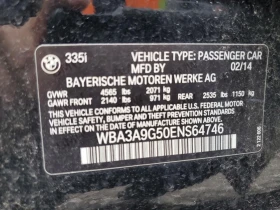 335i
VEHICLE TYPE: PASSENGER CAR
MFD BY
02/14
BAYERISCHE MOTOREN WERKE AG
GVWR 4565 lbs 2071 kg
GAWR FRONT 2140 lbs 971 kg GAWR REAR 2535 lbs 1150 kg
THIS VEHICLE CONFORMS TO ALL APPLICABLE
FEDERAL MOTOR VEHICLE SAFETY, BUMPER, AND
THEFT PREVENTION STANDARDS IN EFFECT ON THE
DATE OF MANUFACTURE SHOWN ABOVE.
WBA3A9G50ENS64746